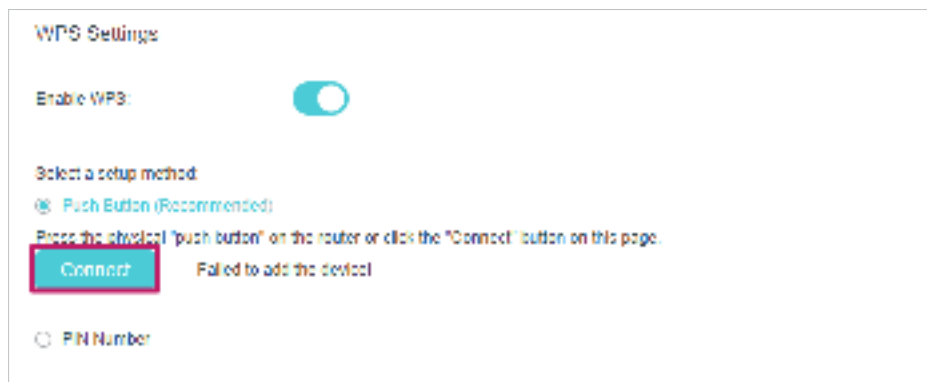 WPS Settings
Enable WPS:
Select a setup method:
Push Button (Recommended)
Press the physical "push button" on the router or click the "Connect" button on this page.
Connect Failed to add the device!
PIN Number